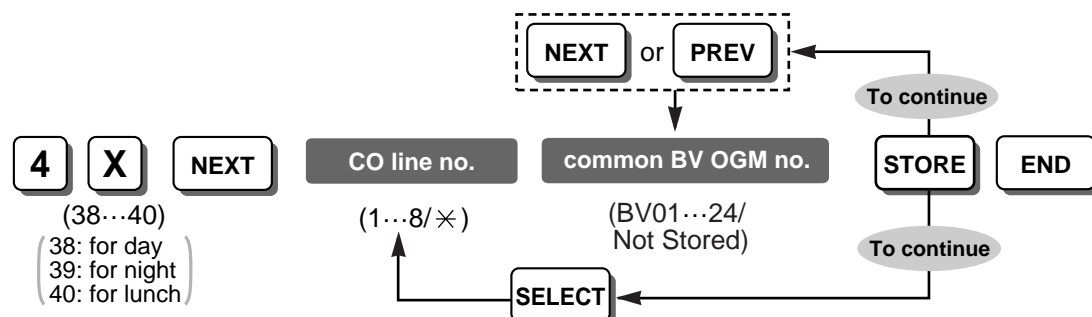 NEXT or PREV
To continue
4 X NEXT CO line no. common BV OGM no. STORE END
(38···40)
38: for day
39: for night
40: for lunch
(1···8/✳)
(BV01···24/
Not Stored)
To continue
SELECT